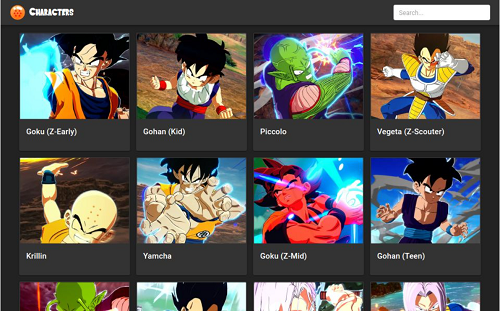 Characters
Search...
Goku (Z-Early)
Gohan (Kid)
Piccolo
Vegeta (Z-Scouter)
Krillin
Yamcha
Goku (Z-Mid)
Gohan (Teen)